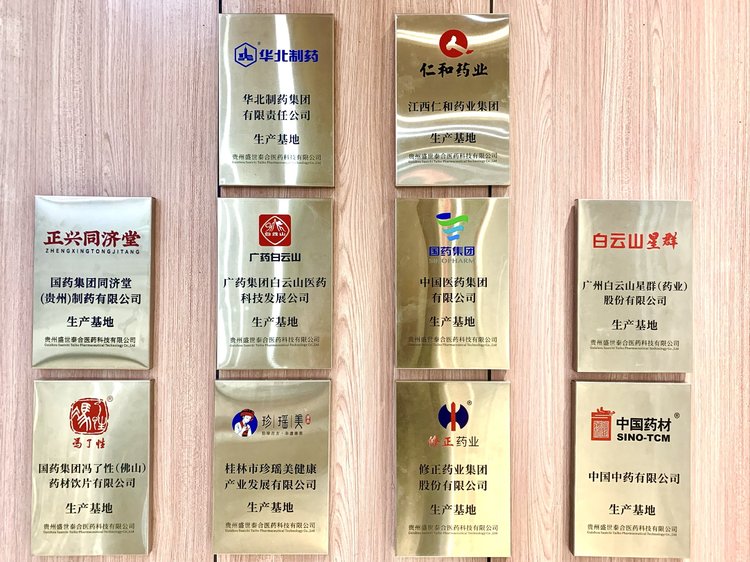 华北制药
华北制药集团
有限责任公司
生产基地
贵州盛世泰合医药科技有限公司
仁和药业
江西仁和药业集团
生产基地
贵州盛世泰合医药科技有限公司
正兴同济堂
ZHENGXINGTONGJITANG
国药集团同济堂
(贵州)制药有限公司
生产基地
贵州盛世泰合医药科技有限公司
白云山
广药白云山
广药集团白云山医药
科技发展公司
生产基地
贵州盛世泰合医药科技有限公司
国药集团
SINOPHARM
中国医药集团
有限公司
生产基地
贵州盛世泰合医药科技有限公司
白云山星群
广州白云山星群(药业)
股份有限公司
生产基地
贵州盛世泰合医药科技有限公司
冯了性
国药集团冯了性(佛山)
药材饮片有限公司
生产基地
贵州盛世泰合医药科技有限公司
珍瑶美
桂林市珍瑶美健康
产业发展有限公司
生产基地
贵州盛世泰合医药科技有限公司
修正药业
修正药业集团
股份有限公司
生产基地
贵州盛世泰合医药科技有限公司
中国药材®
SINO-TCM
中国中药有限公司
生产基地
贵州盛世泰合医药科技有限公司